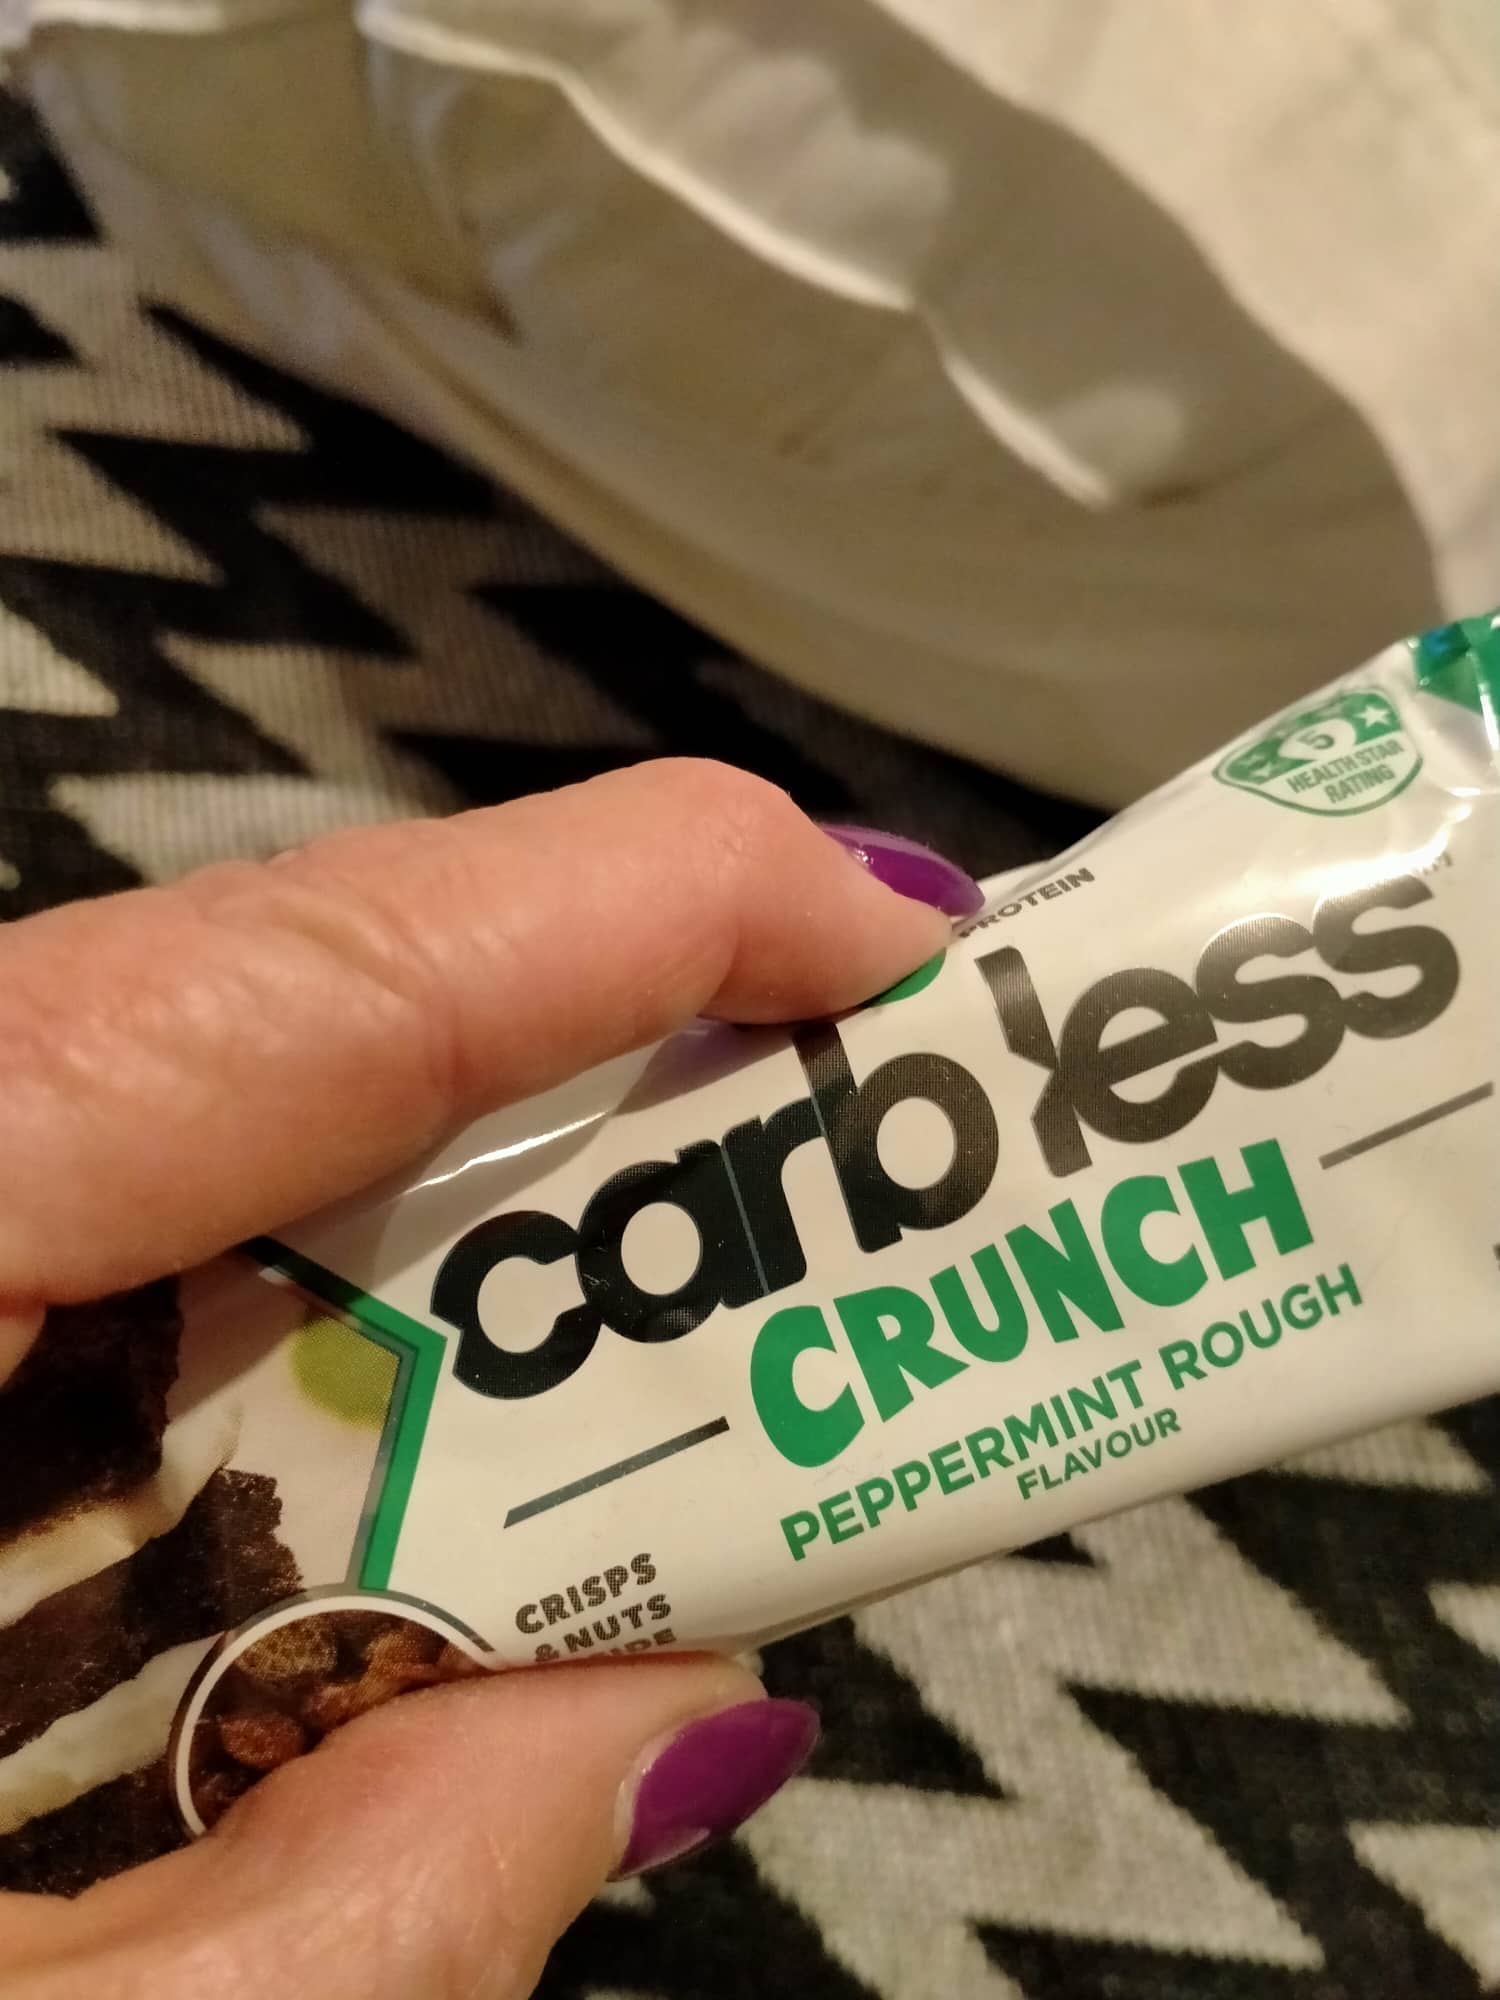 5
HEALTH STAR
RATING
PROTEIN
carb less
CRUNCH
PEPPERMINT ROUGH
FLAVOUR
CRISPS
& NUTS